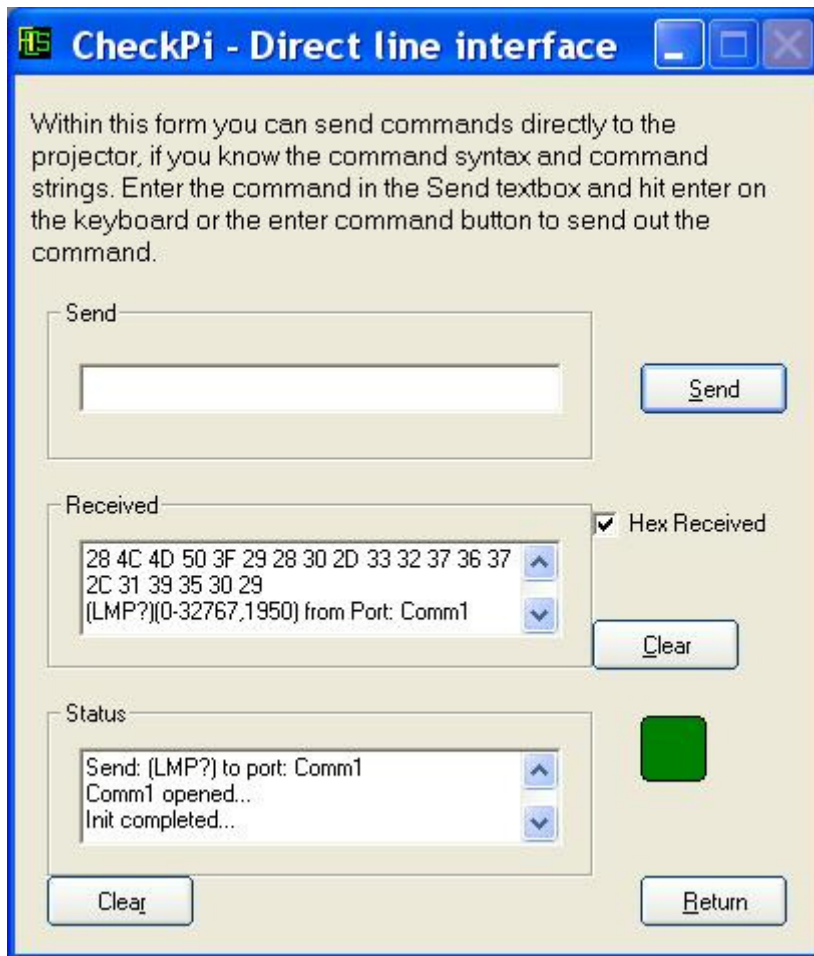 CheckPi - Direct line interface
Within this form you can send commands directly to the
projector, if you know the command syntax and command
strings. Enter the command in the Send textbox and hit enter on
the keyboard or the enter command button to send out the
command.
Send
Send
Received
Hex Received
28 4C 4D 50 3F 29 28 30 2D 33 32 37 36 37
2C 31 39 35 30 29
(LMP?)(0-32767,1950) from Port: Comm1
Clear
Status
Send: (LMP?) to port: Comm1
Comm1 opened...
Init completed...
Clear
Return